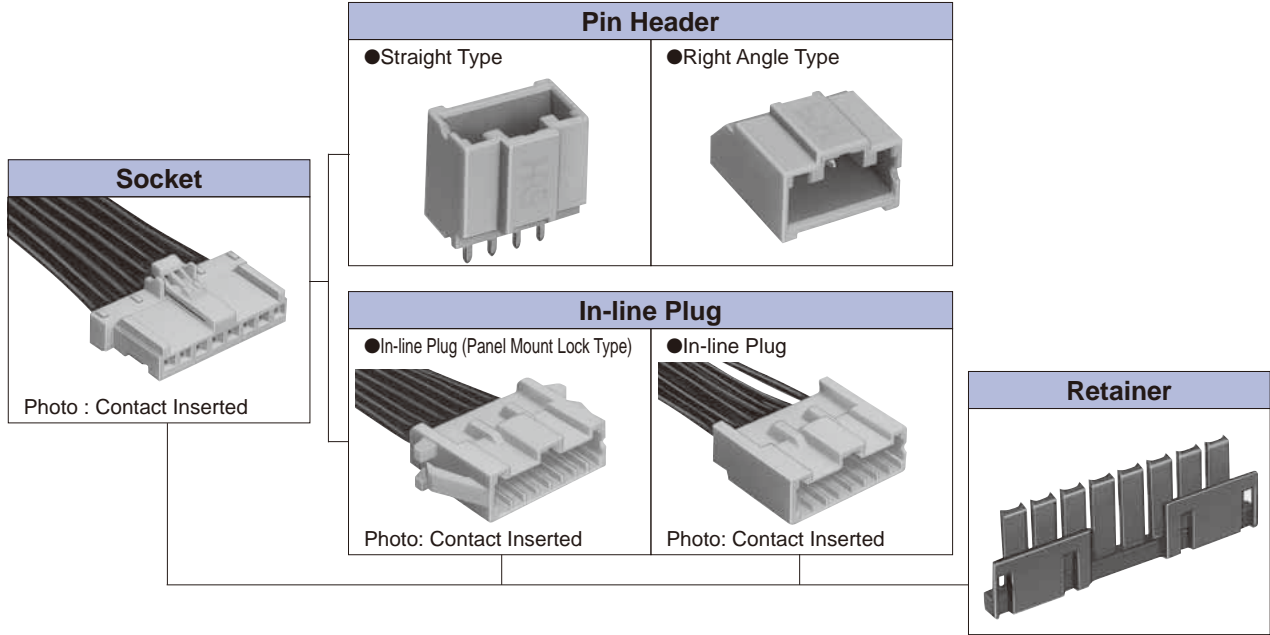 Pin Header
●Straight Type
●Right Angle Type
Socket
Photo : Contact Inserted
In-line Plug
●In-line Plug (Panel Mount Lock Type)
●In-line Plug
Photo: Contact Inserted
Photo: Contact Inserted
Retainer